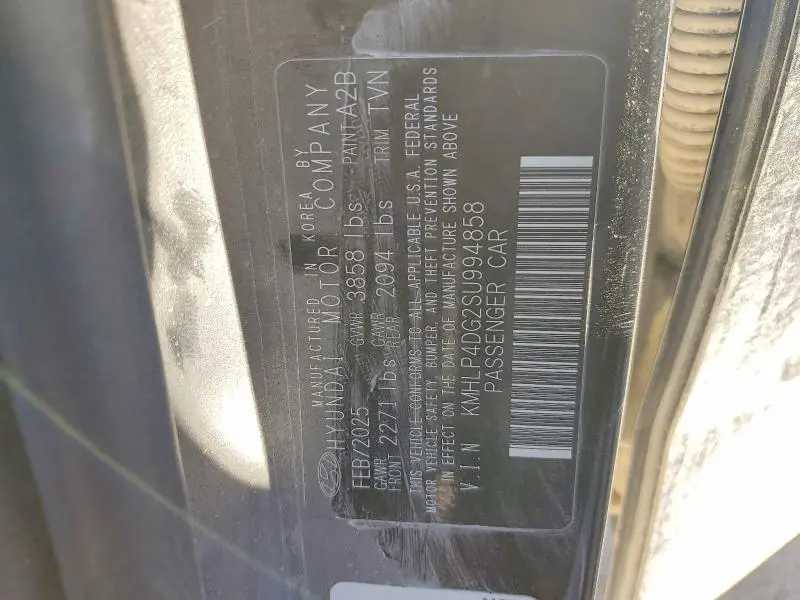 MANUFACTURED IN KOREA BY
HYUNDAI MOTOR COMPANY
FEB/2025 GVWR 3858 lbs PAINT A2B
GAWR FRONT 2271 lbs GAWR REAR 2094 lbs TRIM TVN
THIS VEHICLE CONFORMS TO ALL APPLICABLE U.S.A. FEDERAL
MOTOR VEHICLE SAFETY, BUMPER, AND THEFT PREVENTION STANDARDS
IN EFFECT ON THE DATE OF MANUFACTURE SHOWN ABOVE
V.I.N KMHLP4DG2SU994858
PASSENGER CAR